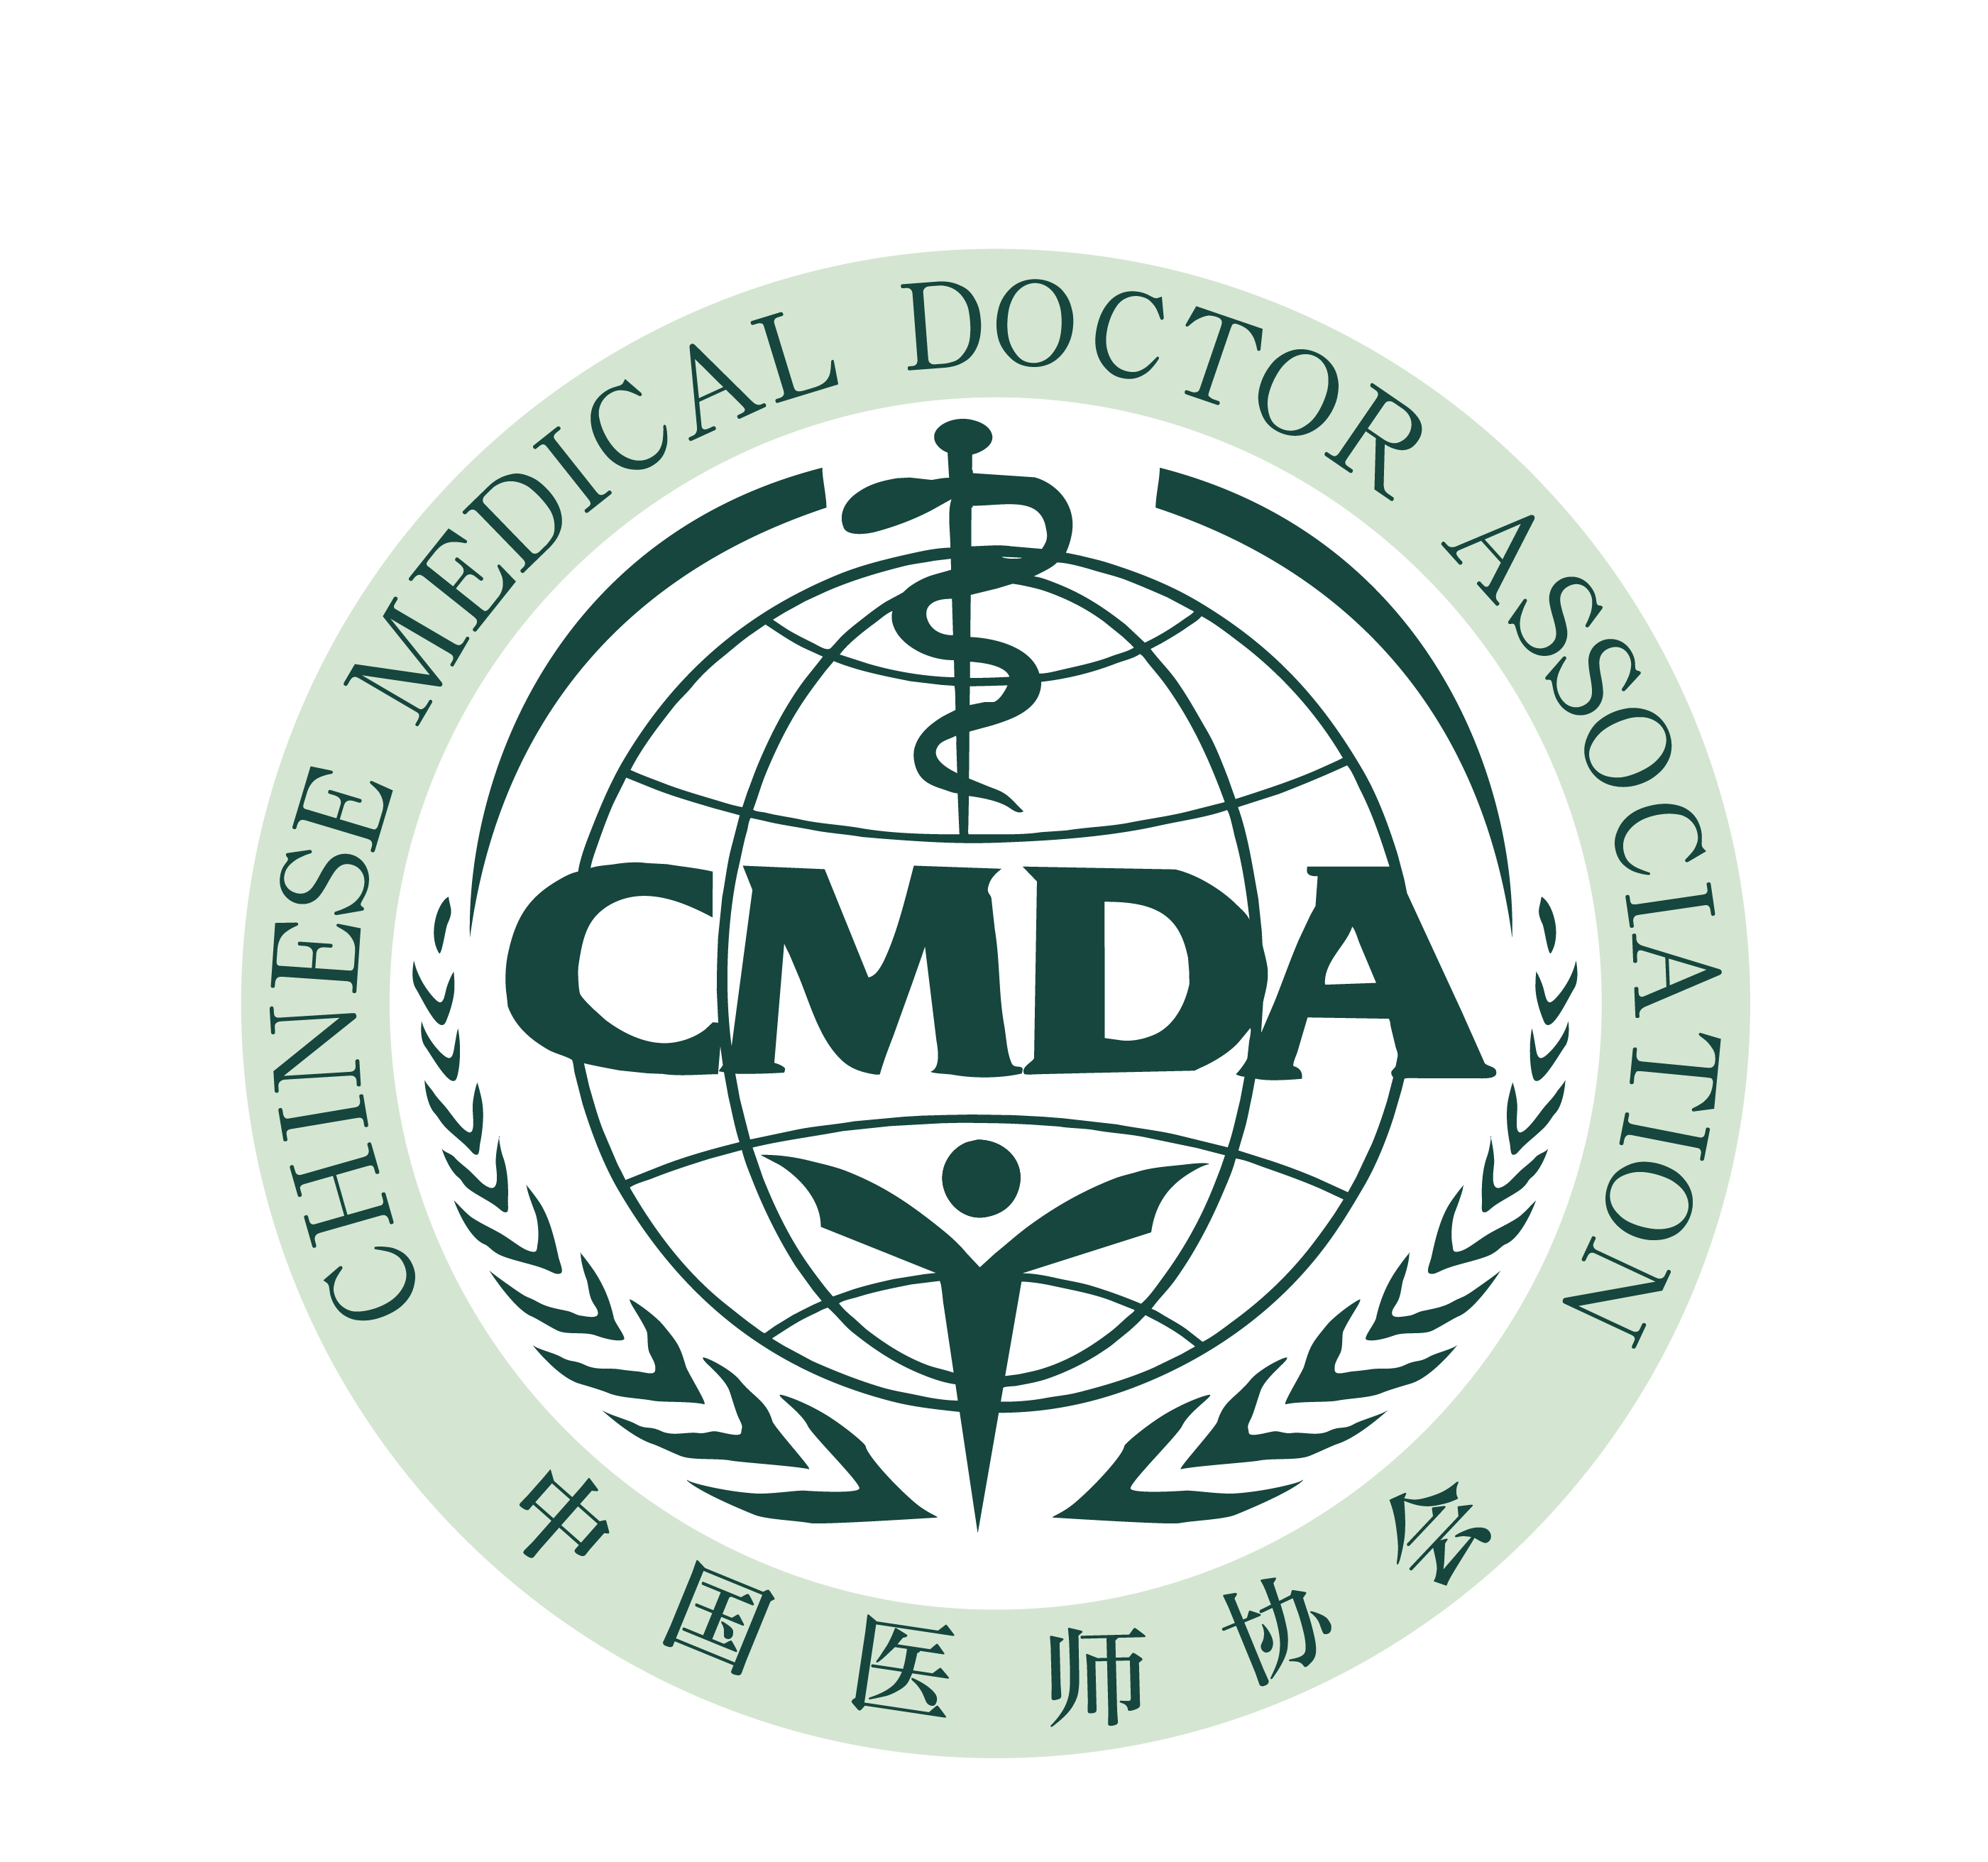 CHINESE MEDICAL DOCTOR ASSOCIATION
CMDA
中国医师协会